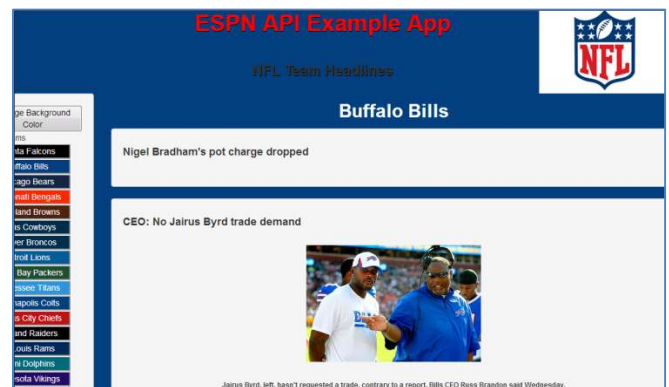 ESPN API Example App
NFL Team Headlines
NFL
ge Background
Color
ms
nta Falcons
ffalo Bills
cago Bears
nnati Bengals
land Browns
as Cowboys
ver Broncos
troit Lions
Bay Packers
essee Titans
napolis Colts
s City Chiefs
and Raiders
Louis Rams
mi Dolphins
esota Vikings
Buffalo Bills
Nigel Bradham's pot charge dropped
CEO: No Jairus Byrd trade demand
Jairus Byrd, left, hasn't requested a trade, contrary to a report, Bills CEO Russ Brandon said Wednesday.